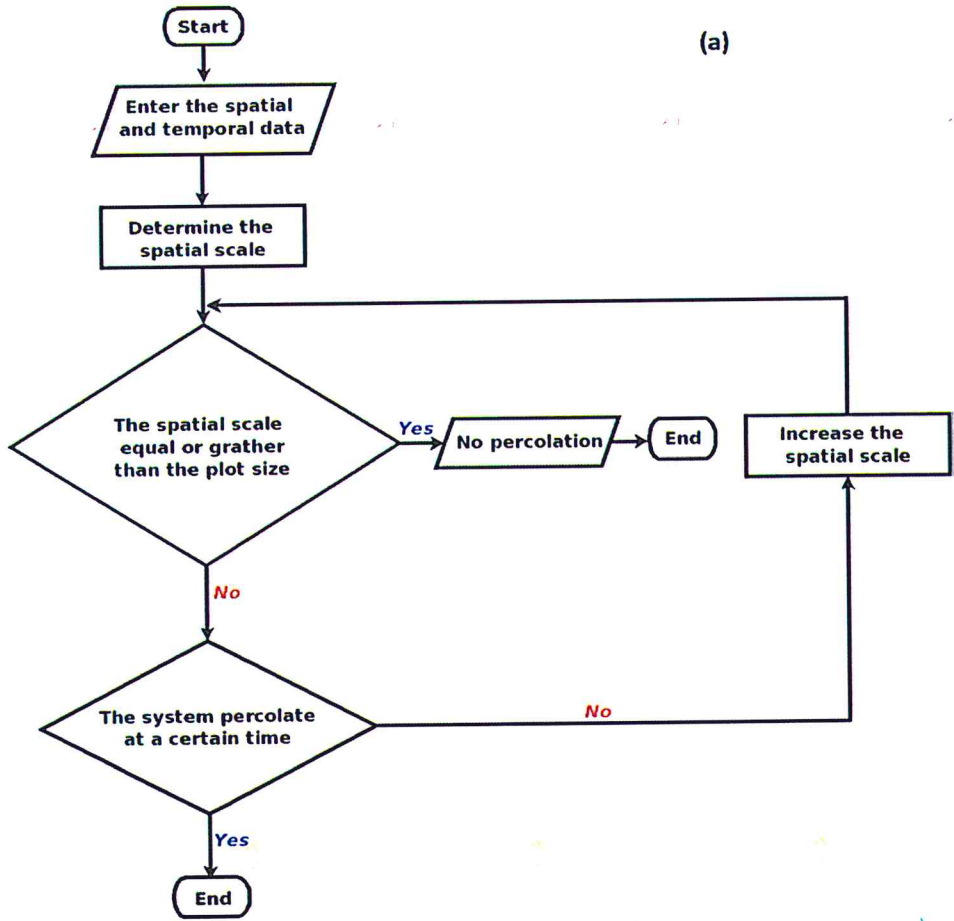 Start
(a)
Enter the spatial
and temporal data
Determine the
spatial scale
The spatial scale
equal or grather
than the plot size
Yes
No percolation
End
Increase the
spatial scale
No
The system percolate
at a certain time
No
Yes
End